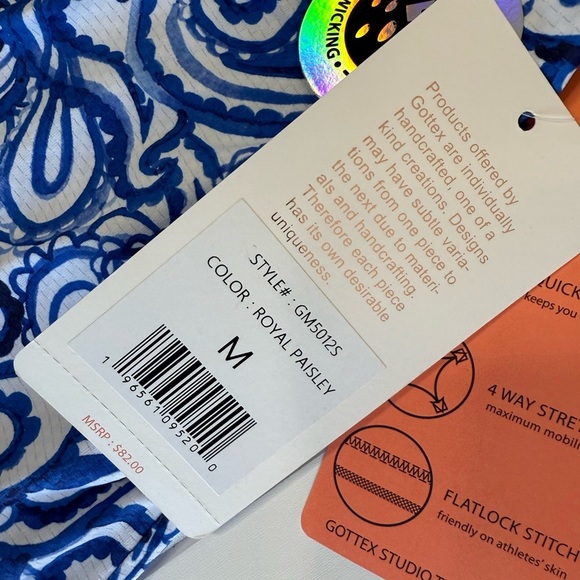 WICKING •
Products offered by
Gottex are individually
handcrafted, one of a
kind creations. Designs
may have subtle varia-
tions from one piece to
the next due to materi-
als and handcrafting.
Therefore each piece
has its own desirable
uniqueness.
STYLE# : GM5012S
COLOR : ROYAL PAISLEY
M
1 96561 09520 0
MSRP : $82.00
QUICK
keeps you
4 WAY STRE
maximum mobili
FLATLOCK STITCH
friendly on athletes' skin
GOTTEX STUDIO T